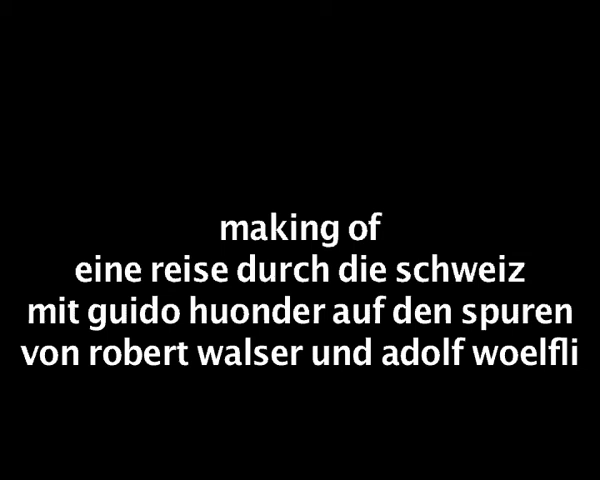 making of
eine reise durch die schweiz
mit guido huonder auf den spuren
von robert walser und adolf woelfli